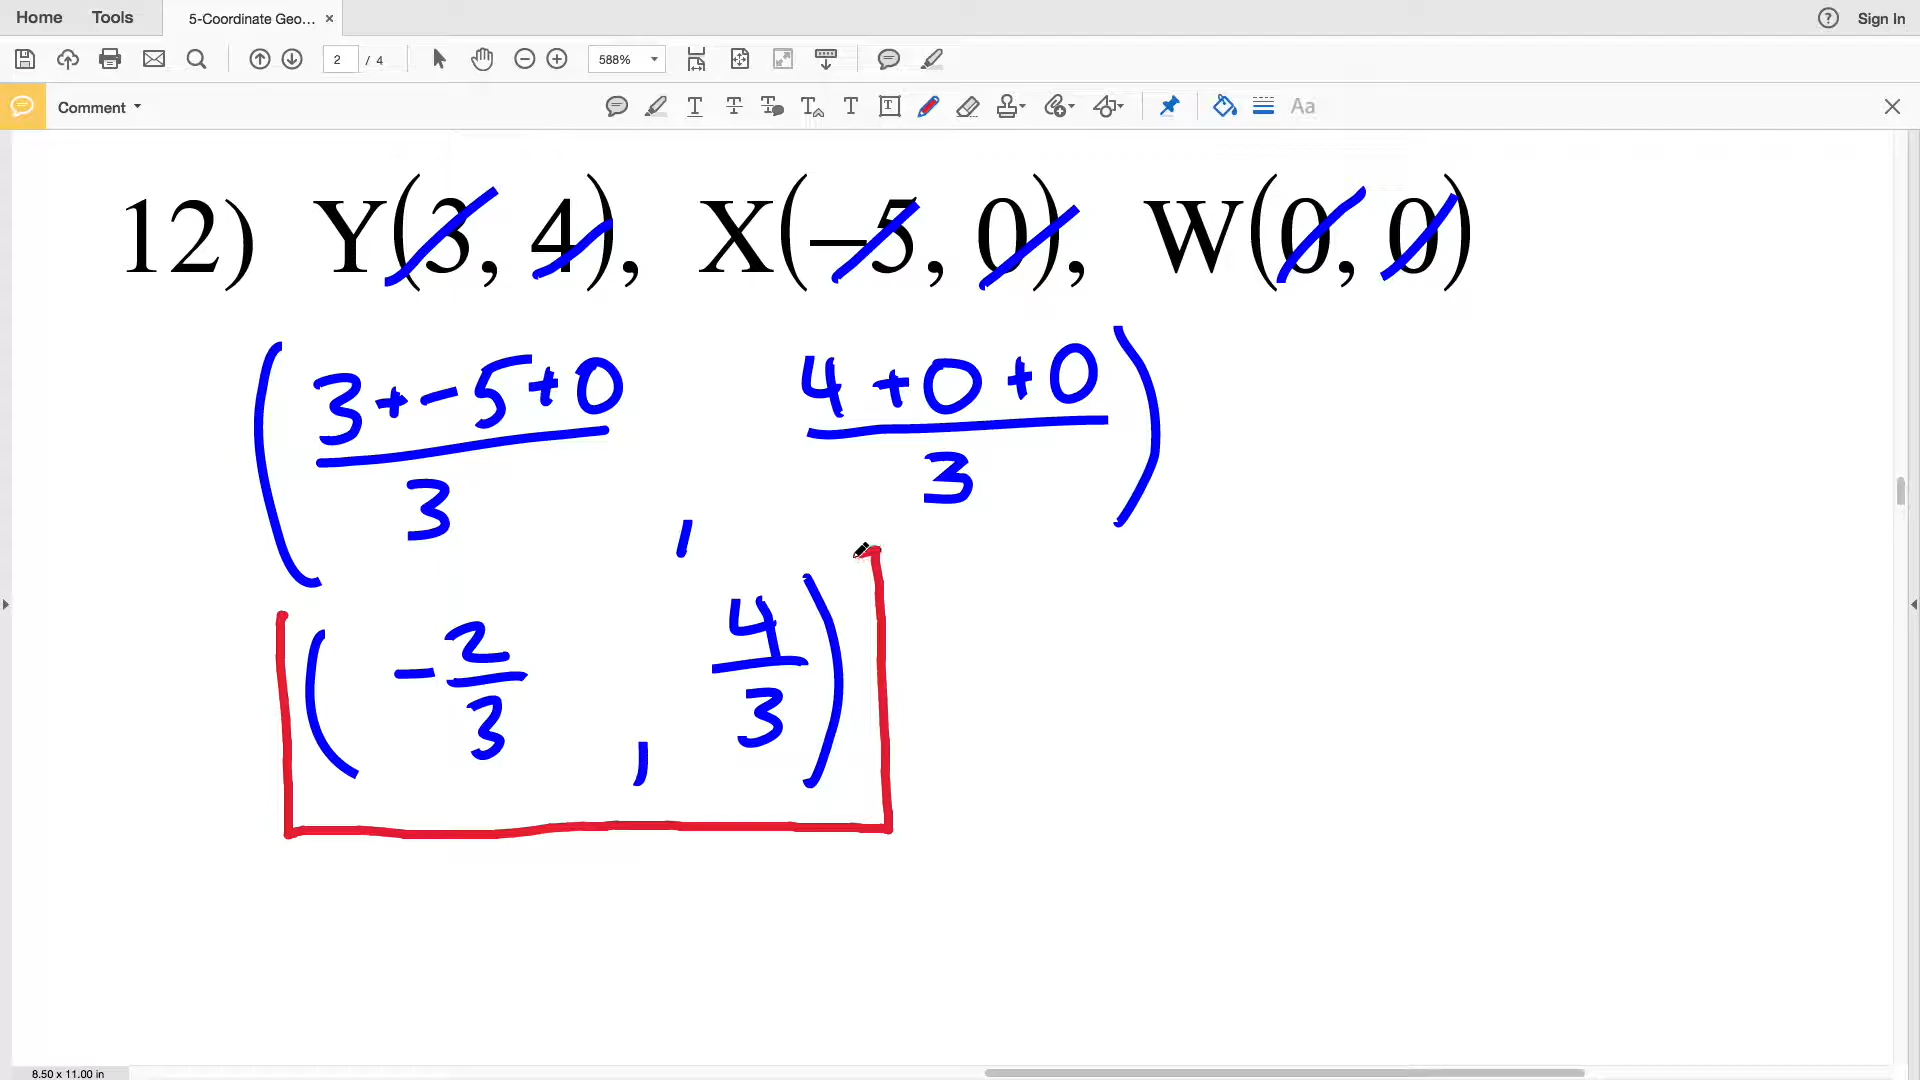 Home Tools 5-Coordinate Geo... × Sign In
2 / 4 588%
Comment Aa
12) Y(3, 4), X(–5, 0), W(0, 0)
(3+-5+0 / 3 , 4+0+0 / 3)
(-2/3 , 4/3)
8.50 x 11.00 in